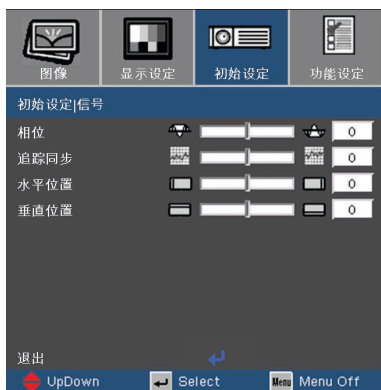 图像 显示设定 初始设定 功能设定
初始设定|信号
相位 0
追踪同步 0
水平位置 0
垂直位置 0
退出
UpDown Select Menu Menu Off